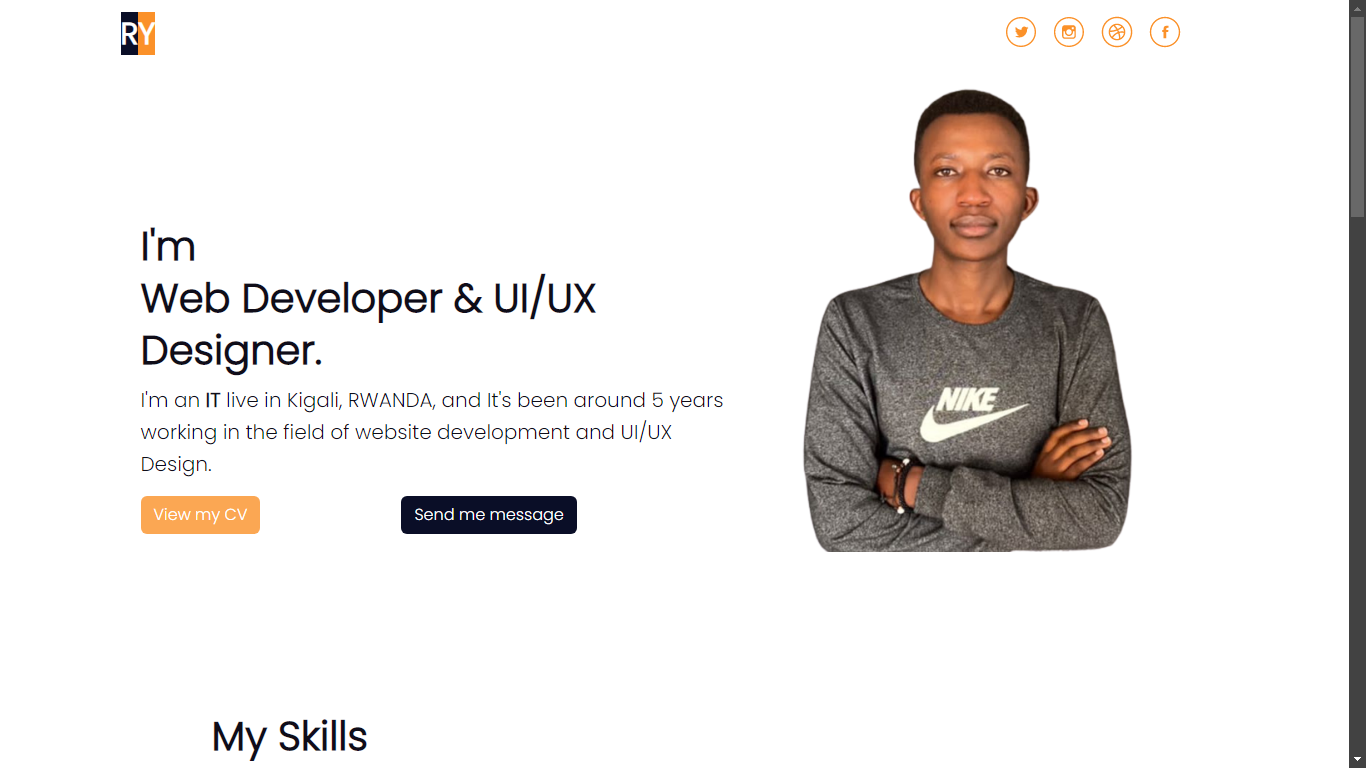 RY
I'm
Web Developer & UI/UX
Designer.
I'm an IT live in Kigali, RWANDA, and It's been around 5 years
working in the field of website development and UI/UX
Design.
View my CV
Send me message
NIKE
My Skills